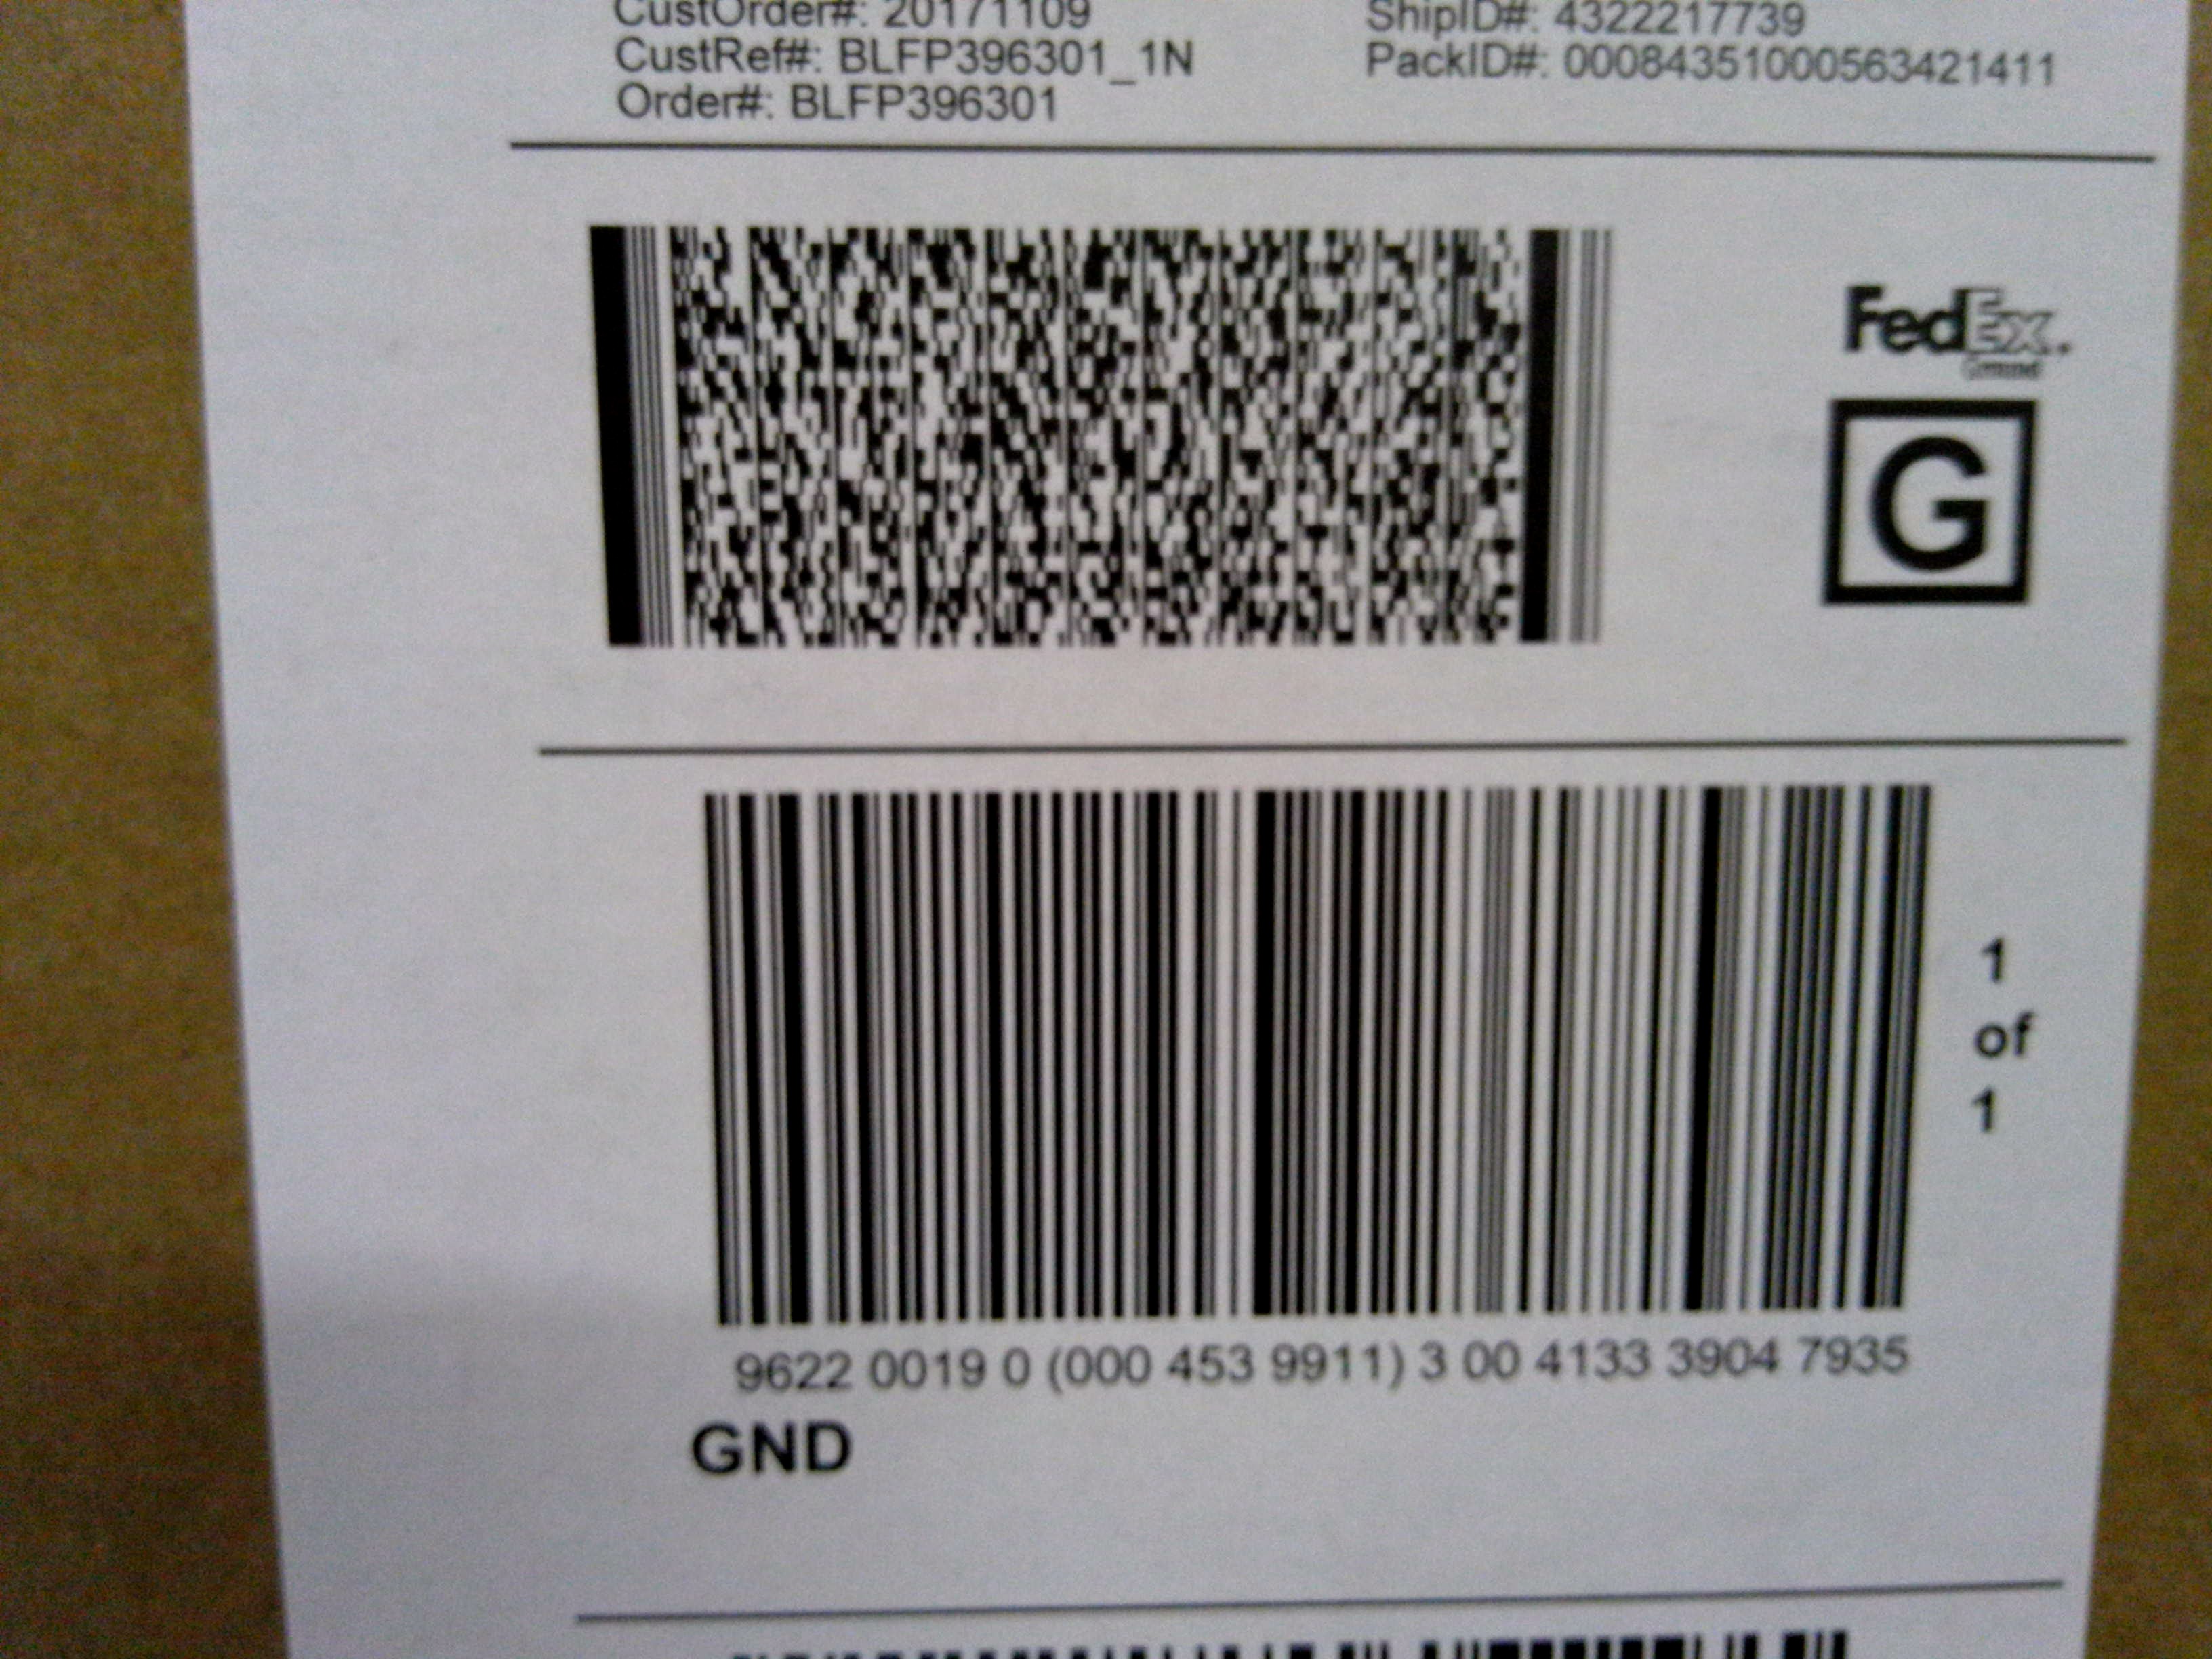 CustOrder#: 20171109
CustRef#: BLFP396301_1N
Order#: BLFP396301
ShipID#: 4322217739
PackID#: 00084351000563421411
FedEx.
Ground
G
1
of
1
9622 0019 0 (000 453 9911) 3 00 4133 3904 7935
GND